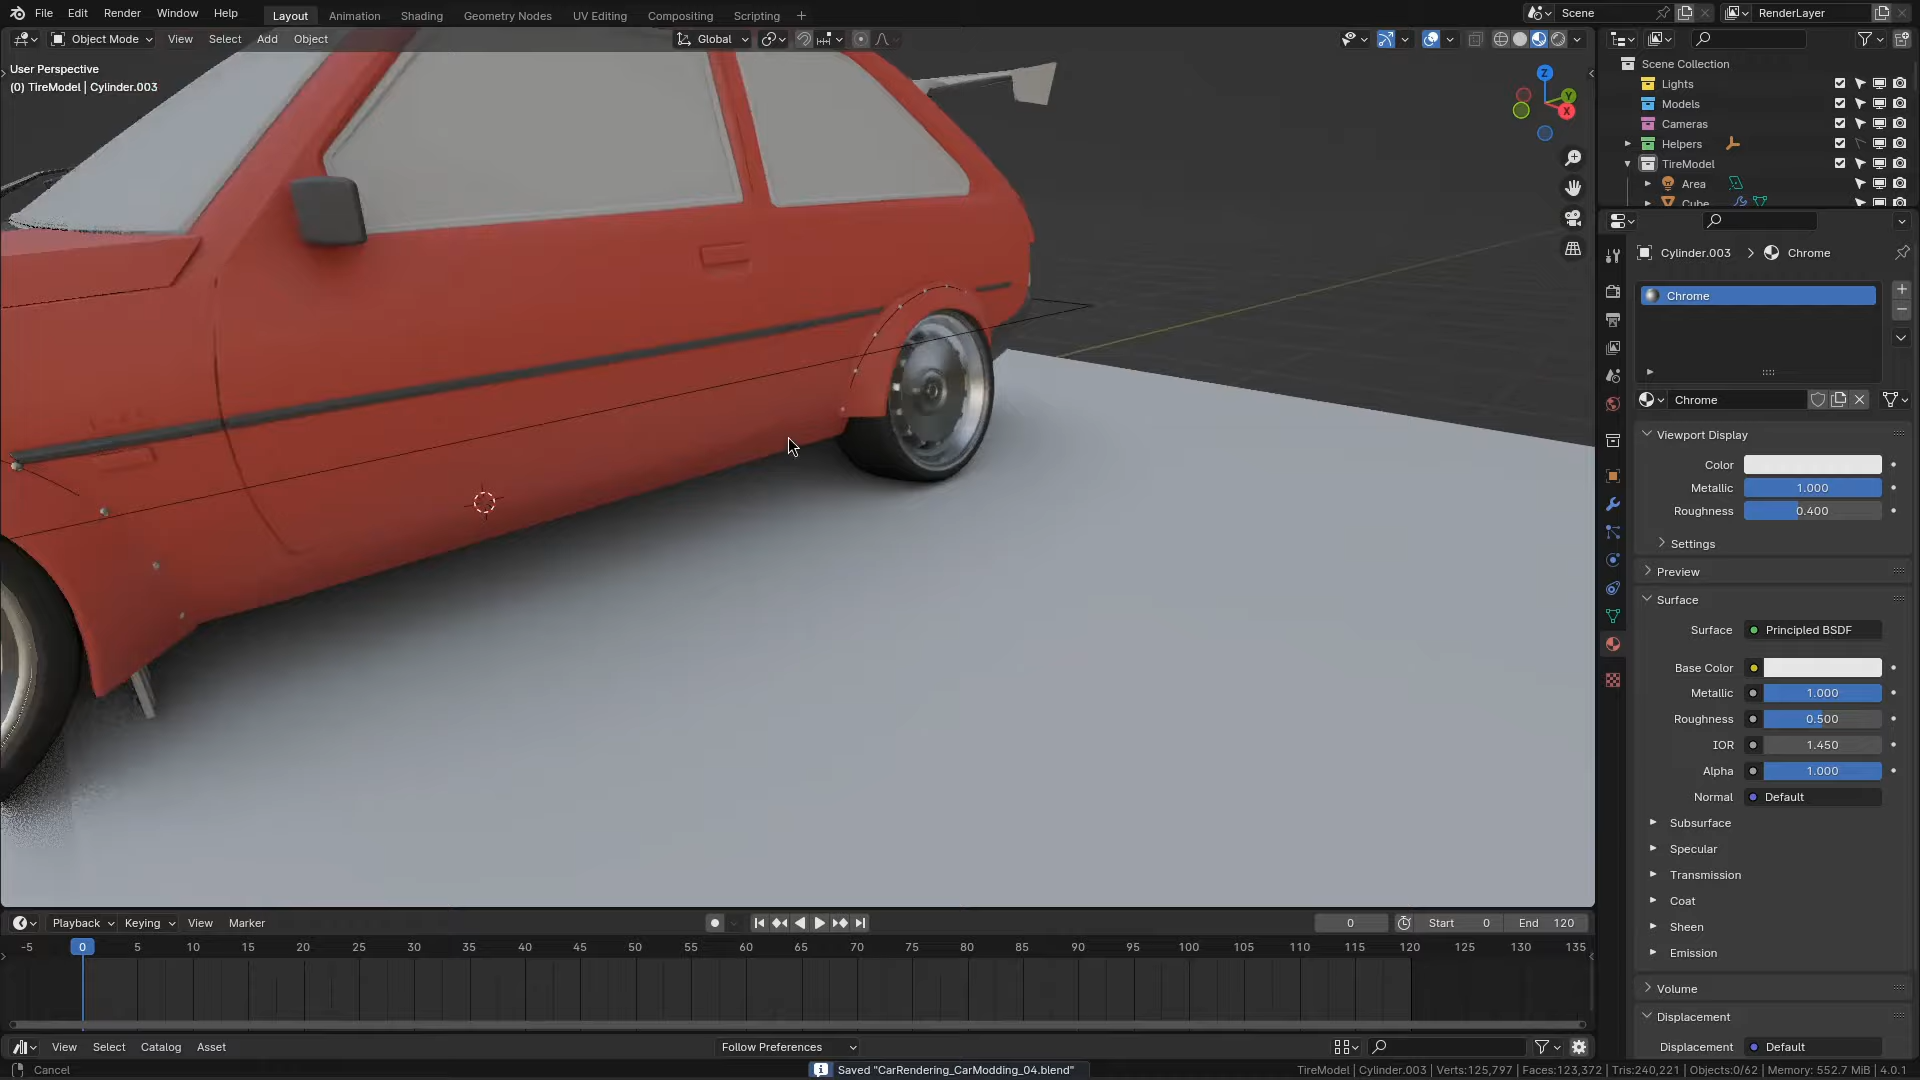 File Edit Render Window Help Layout Animation Shading Geometry Nodes UV Editing Compositing Scripting + Scene RenderLayer
Object Mode View Select Add Object Global
User Perspective
(0) TireModel | Cylinder.003
Z
Y
X
Scene Collection
Lights
Models
Cameras
Helpers
TireModel
Area
Cube
Cylinder.003 > Chrome
Chrome
Chrome
Viewport Display
Color
Metallic 1.000
Roughness 0.400
Settings
Preview
Surface
Surface Principled BSDF
Base Color
Metallic 1.000
Roughness 0.500
IOR 1.450
Alpha 1.000
Normal Default
Subsurface
Specular
Transmission
Coat
Sheen
Emission
Volume
Displacement
Displacement Default
Playback Keying View Marker 0 Start 0 End 120
-5 0 5 10 15 20 25 30 35 40 45 50 55 60 65 70 75 80 85 90 95 100 105 110 115 120 125 130 135
View Select Catalog Asset Follow Preferences
Cancel Saved "CarRendering_CarModding_04.blend" TireModel | Cylinder.003 | Verts:125,797 | Faces:123,372 | Tris:240,221 | Objects:0/62 | Memory: 552.7 MiB | 4.0.1